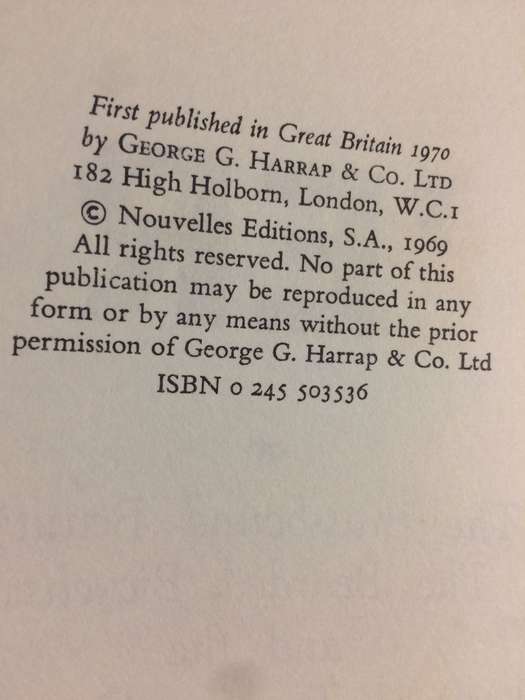 First published in Great Britain 1970
by GEORGE G. HARRAP & CO. LTD
182 High Holborn, London, W.C.1
© Nouvelles Editions, S.A., 1969
All rights reserved. No part of this
publication may be reproduced in any
form or by any means without the prior
permission of George G. Harrap & Co. Ltd
ISBN 0 245 503536